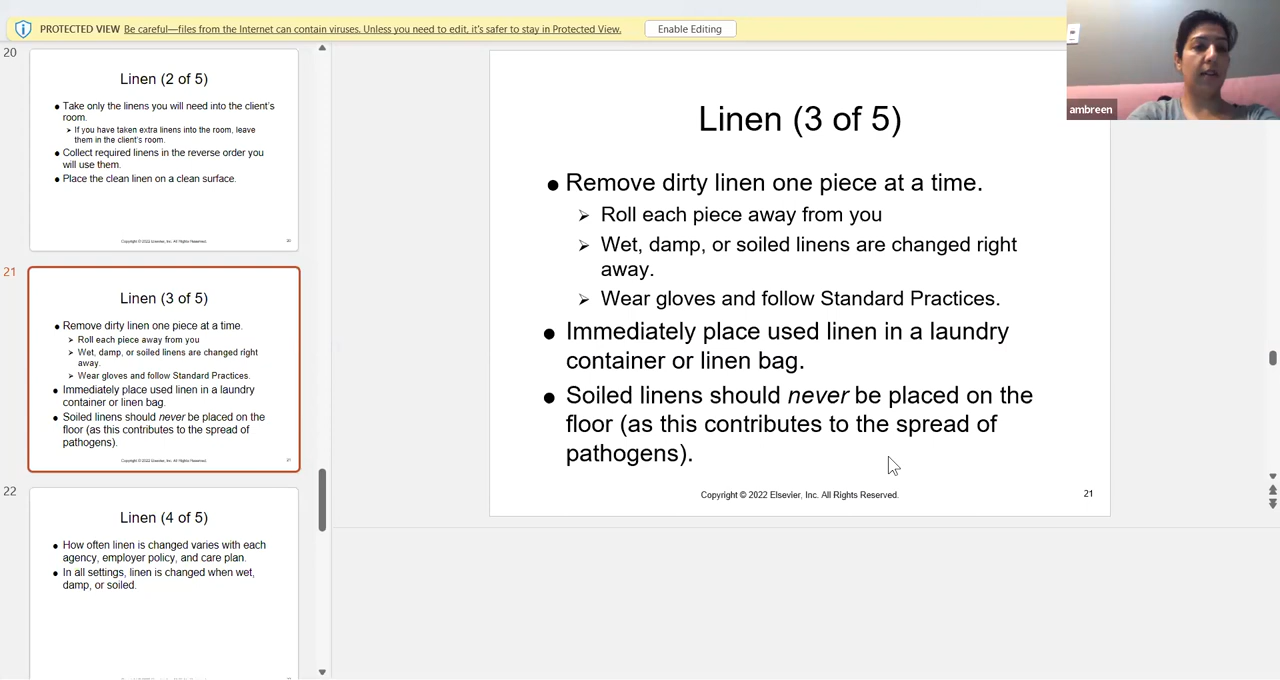 PROTECTED VIEW Be careful—files from the Internet can contain viruses. Unless you need to edit, it's safer to stay in Protected View. Enable Editing
ambreen
20
Linen (2 of 5)
Take only the linens you will need into the client's
room.
If you have taken extra linens into the room, leave
them in the client's room.
Collect required linens in the reverse order you
will use them.
Place the clean linen on a clean surface.
Copyright © 2022 Elsevier, Inc. All Rights Reserved.
20
21
Linen (3 of 5)
Remove dirty linen one piece at a time.
Roll each piece away from you
Wet, damp, or soiled linens are changed right
away.
Wear gloves and follow Standard Practices.
Immediately place used linen in a laundry
container or linen bag.
Soiled linens should never be placed on the
floor (as this contributes to the spread of
pathogens).
Copyright © 2022 Elsevier, Inc. All Rights Reserved.
21
22
Linen (4 of 5)
How often linen is changed varies with each
agency, employer policy, and care plan.
In all settings, linen is changed when wet,
damp, or soiled.
Linen (3 of 5)
Remove dirty linen one piece at a time.
Roll each piece away from you
Wet, damp, or soiled linens are changed right
away.
Wear gloves and follow Standard Practices.
Immediately place used linen in a laundry
container or linen bag.
Soiled linens should never be placed on the
floor (as this contributes to the spread of
pathogens).
Copyright © 2022 Elsevier, Inc. All Rights Reserved.
21